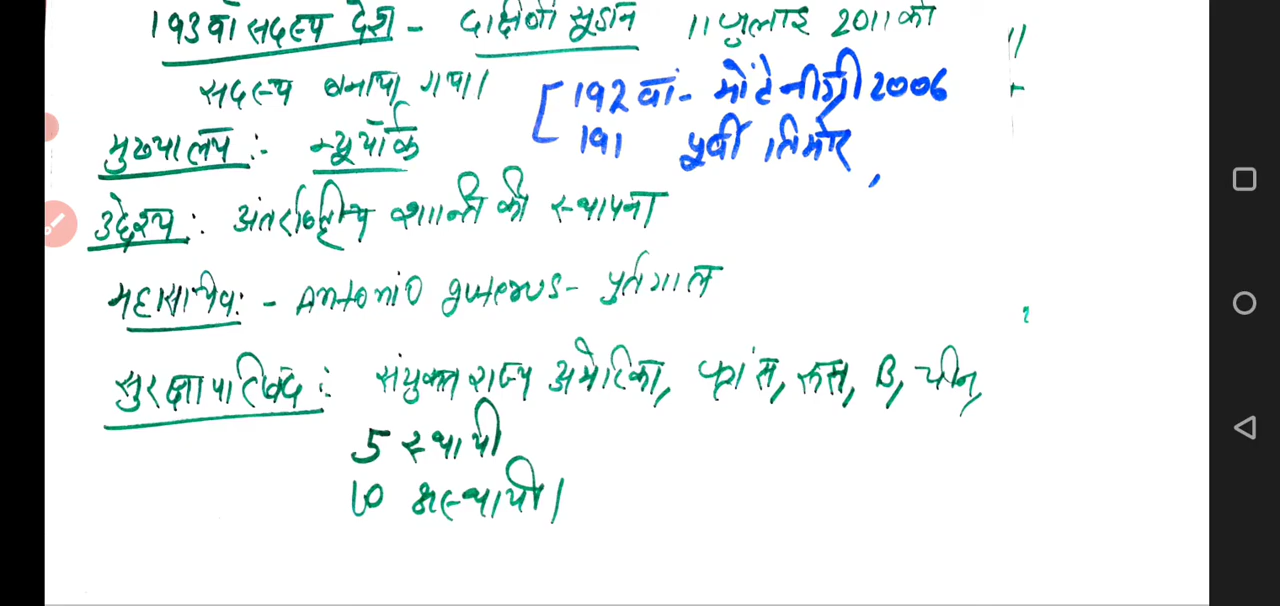 193वाँ सदस्य देश - दक्षिणी सूडान 11 जुलाई 2011 को
सदस्य बनाया गया।
[192 वां - मोंटेनीग्रो 2006
191 पूर्वी तिमोर,
मुख्यालय :- न्यूयॉर्क
उद्देश्य : अंतर्राष्ट्रीय शान्ति की स्थापना
महासचिव: - Antonio guterus - पुर्तगाल
सुरक्षा परिषद : संयुक्त राज्य अमेरिका, फ्रांस, रूस, B, चीन,
5 स्थायी
10 अस्थायी।